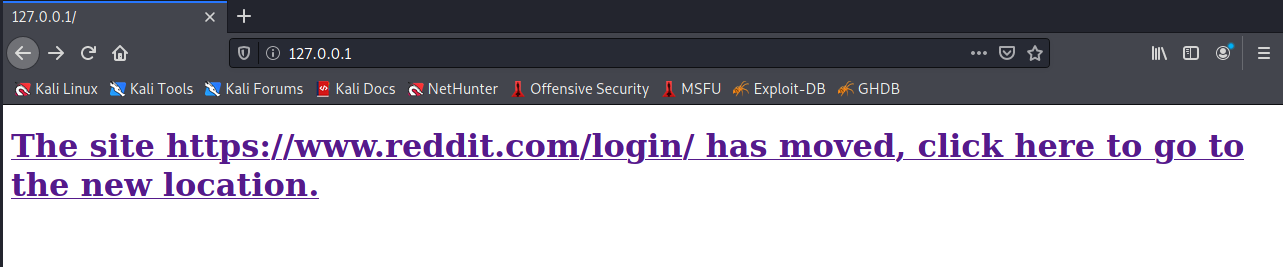 127.0.0.1/
127.0.0.1
Kali Linux Kali Tools Kali Forums Kali Docs NetHunter Offensive Security MSFU Exploit-DB GHDB
The site https://www.reddit.com/login/ has moved, click here to go to
the new location.